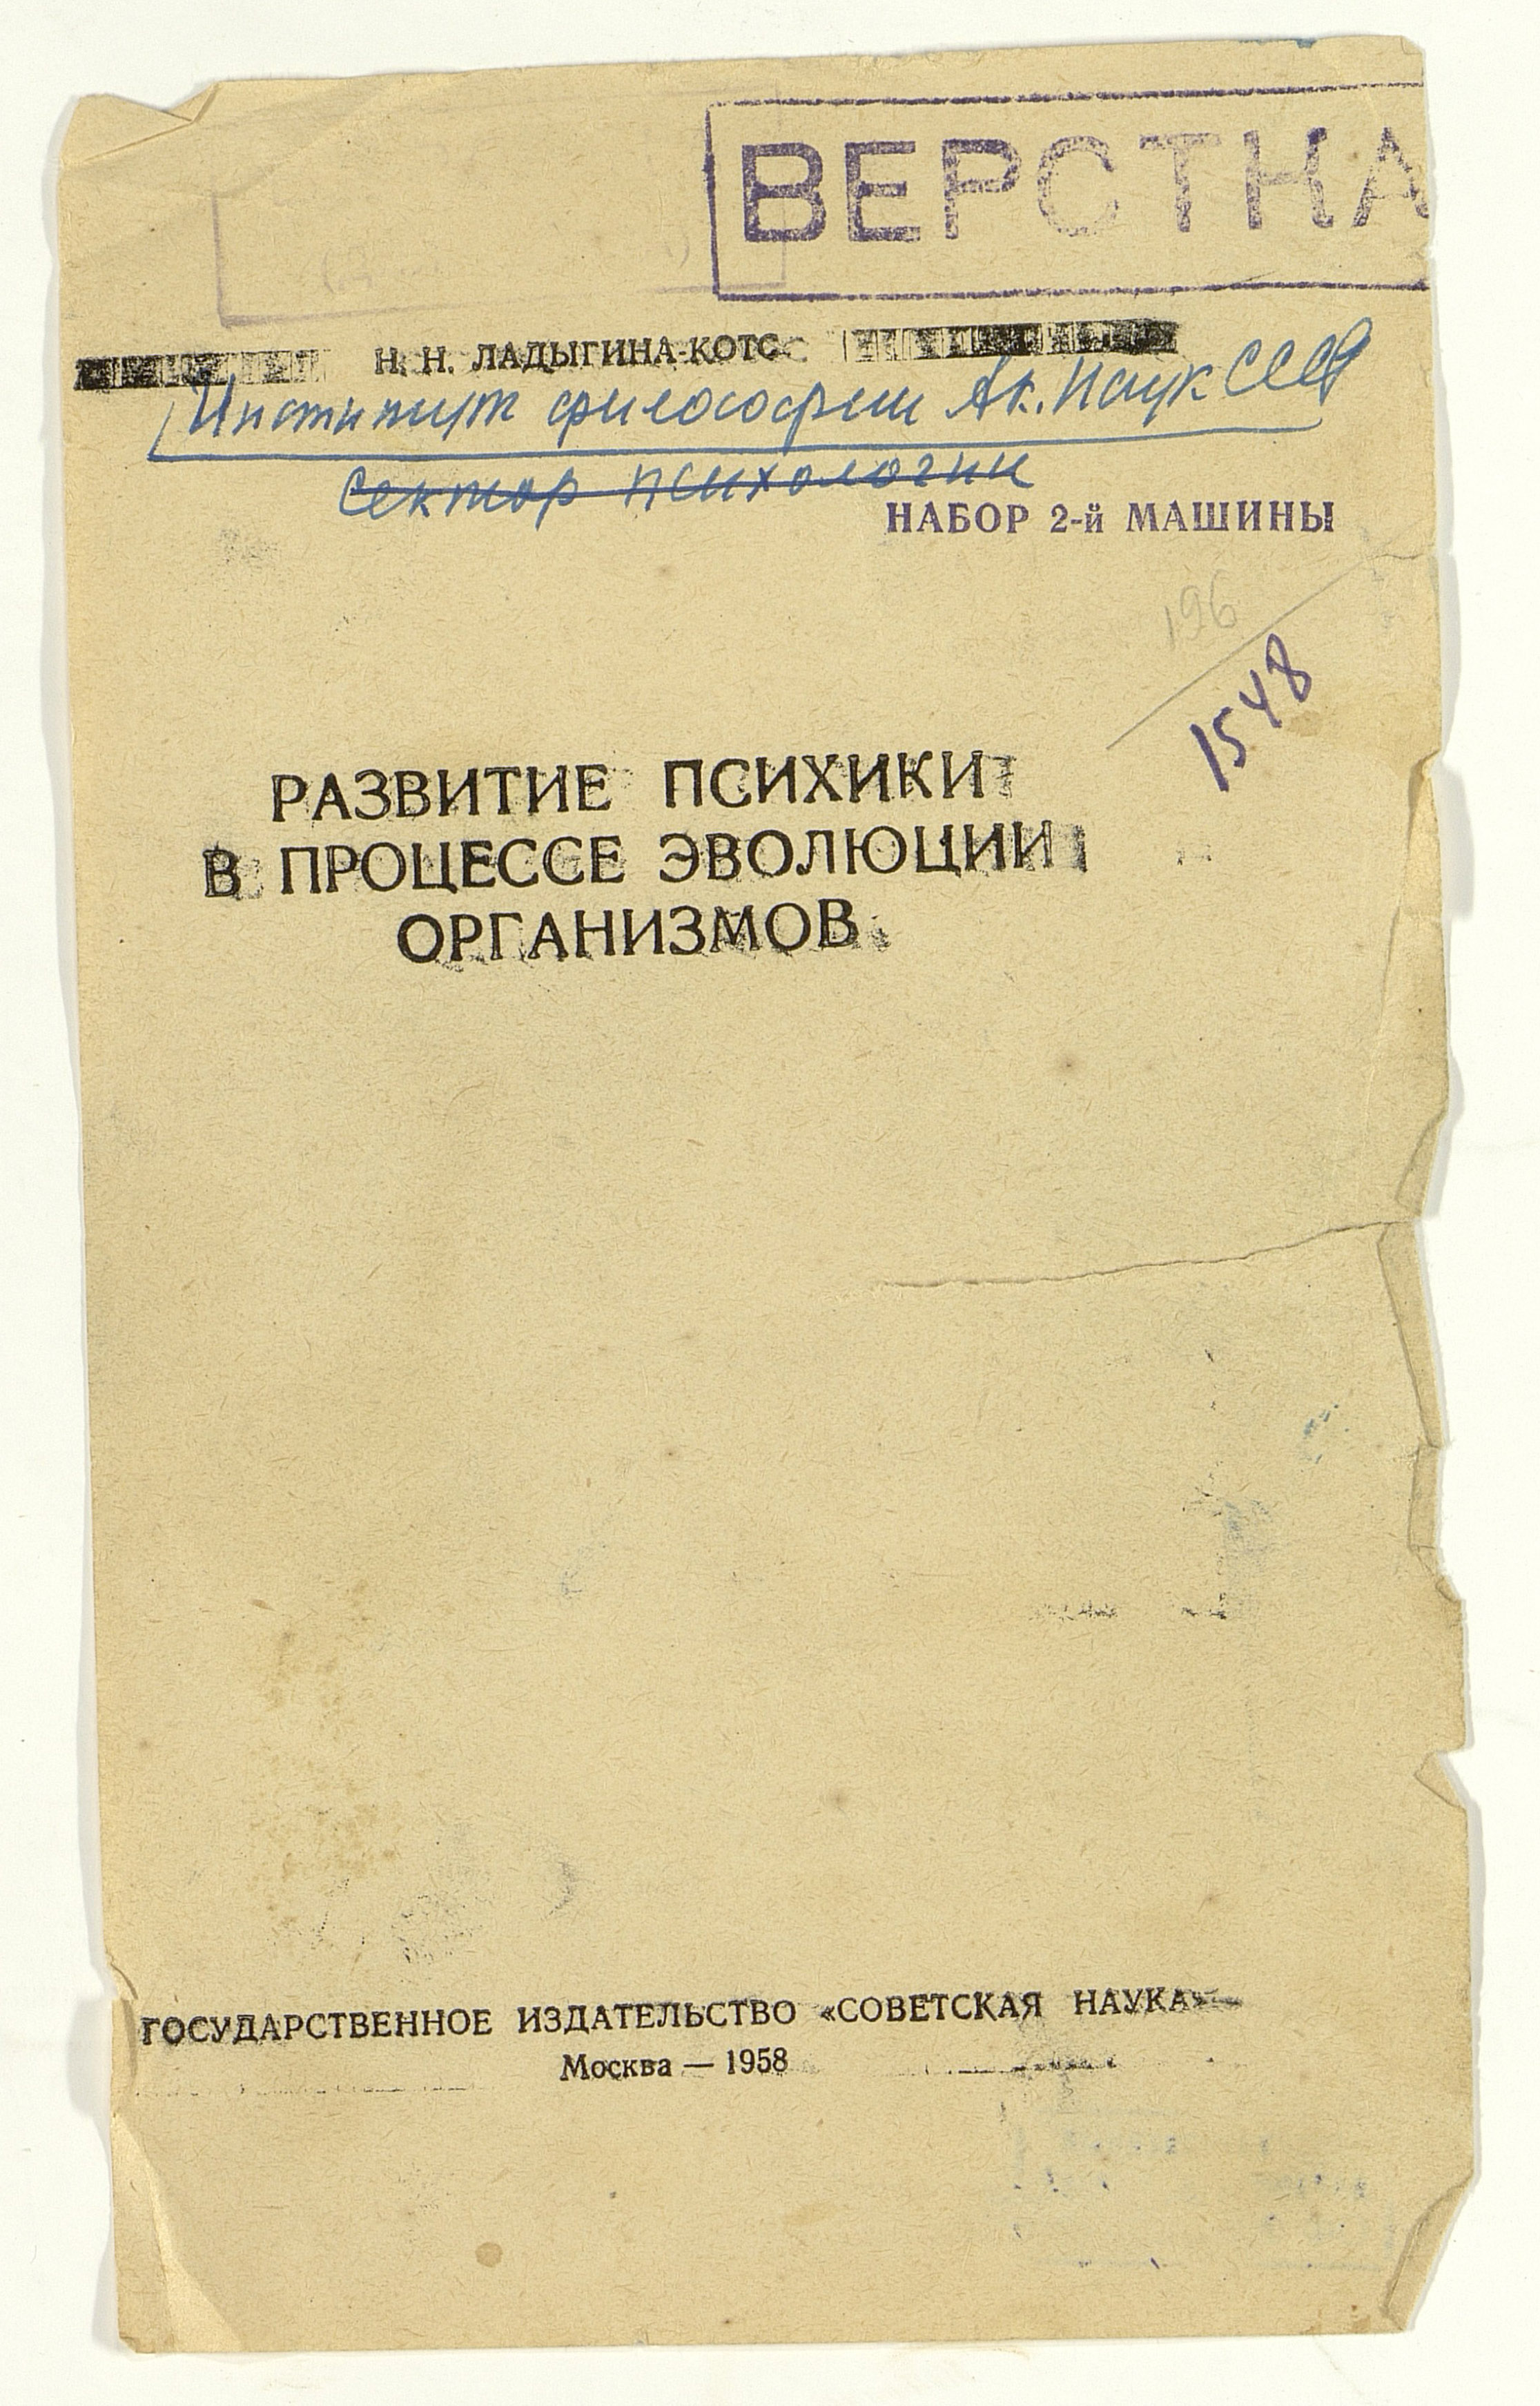 ВЕРСТКА
Н. Н. ЛАДЫГИНА-КОТС
Институт философии Ак. Наук СССР
сектор психологии
НАБОР 2-й МАШИНЫ
196
1548
РАЗВИТИЕ ПСИХИКИ
В ПРОЦЕССЕ ЭВОЛЮЦИИ
ОРГАНИЗМОВ
ГОСУДАРСТВЕННОЕ ИЗДАТЕЛЬСТВО «СОВЕТСКАЯ НАУКА»
Москва — 1958